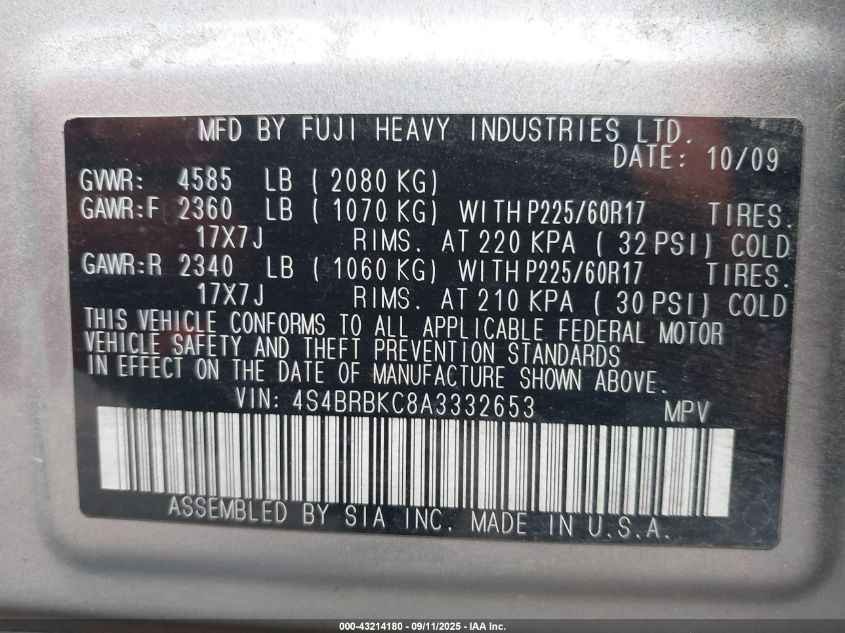 MFD BY FUJI HEAVY INDUSTRIES LTD.
DATE: 10/09
GVWR: 4585 LB ( 2080 KG)
GAWR:F 2360 LB ( 1070 KG) WITH P225/60R17 TIRES.
17X7J RIMS. AT 220 KPA ( 32 PSI) COLD
GAWR:R 2340 LB ( 1060 KG) WITH P225/60R17 TIRES.
17X7J RIMS. AT 210 KPA ( 30 PSI) COLD
THIS VEHICLE CONFORMS TO ALL APPLICABLE FEDERAL MOTOR
VEHICLE SAFETY AND THEFT PREVENTION STANDARDS
IN EFFECT ON THE DATE OF MANUFACTURE SHOWN ABOVE.
VIN: 4S4BRBKC8A3332653 MPV
ASSEMBLED BY SIA INC. MADE IN U.S.A.
000-43214180 - 09/11/2025 - IAA Inc.